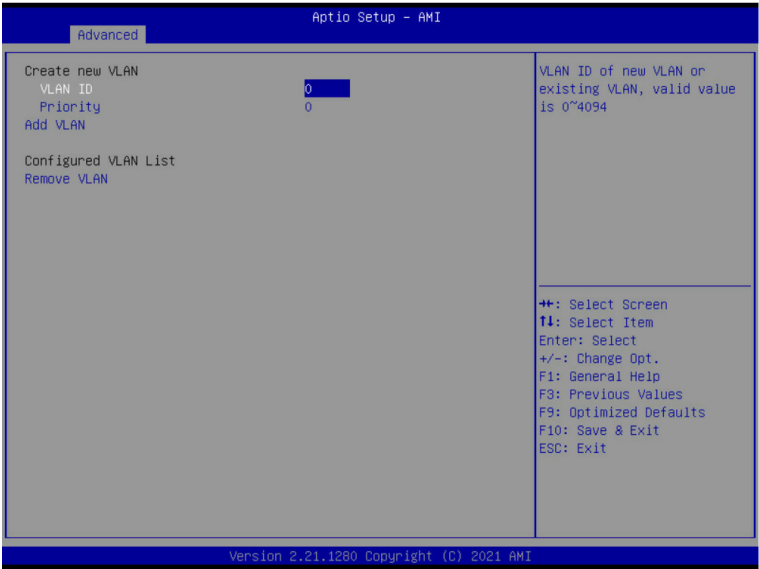 Aptio Setup – AMI
Advanced
Create new VLAN
VLAN ID 0
Priority 0
Add VLAN
Configured VLAN List
Remove VLAN
VLAN ID of new VLAN or
existing VLAN, valid value
is 0~4094
→←: Select Screen
↑↓: Select Item
Enter: Select
+/-: Change Opt.
F1: General Help
F3: Previous Values
F9: Optimized Defaults
F10: Save & Exit
ESC: Exit
Version 2.21.1280 Copyright (C) 2021 AMI